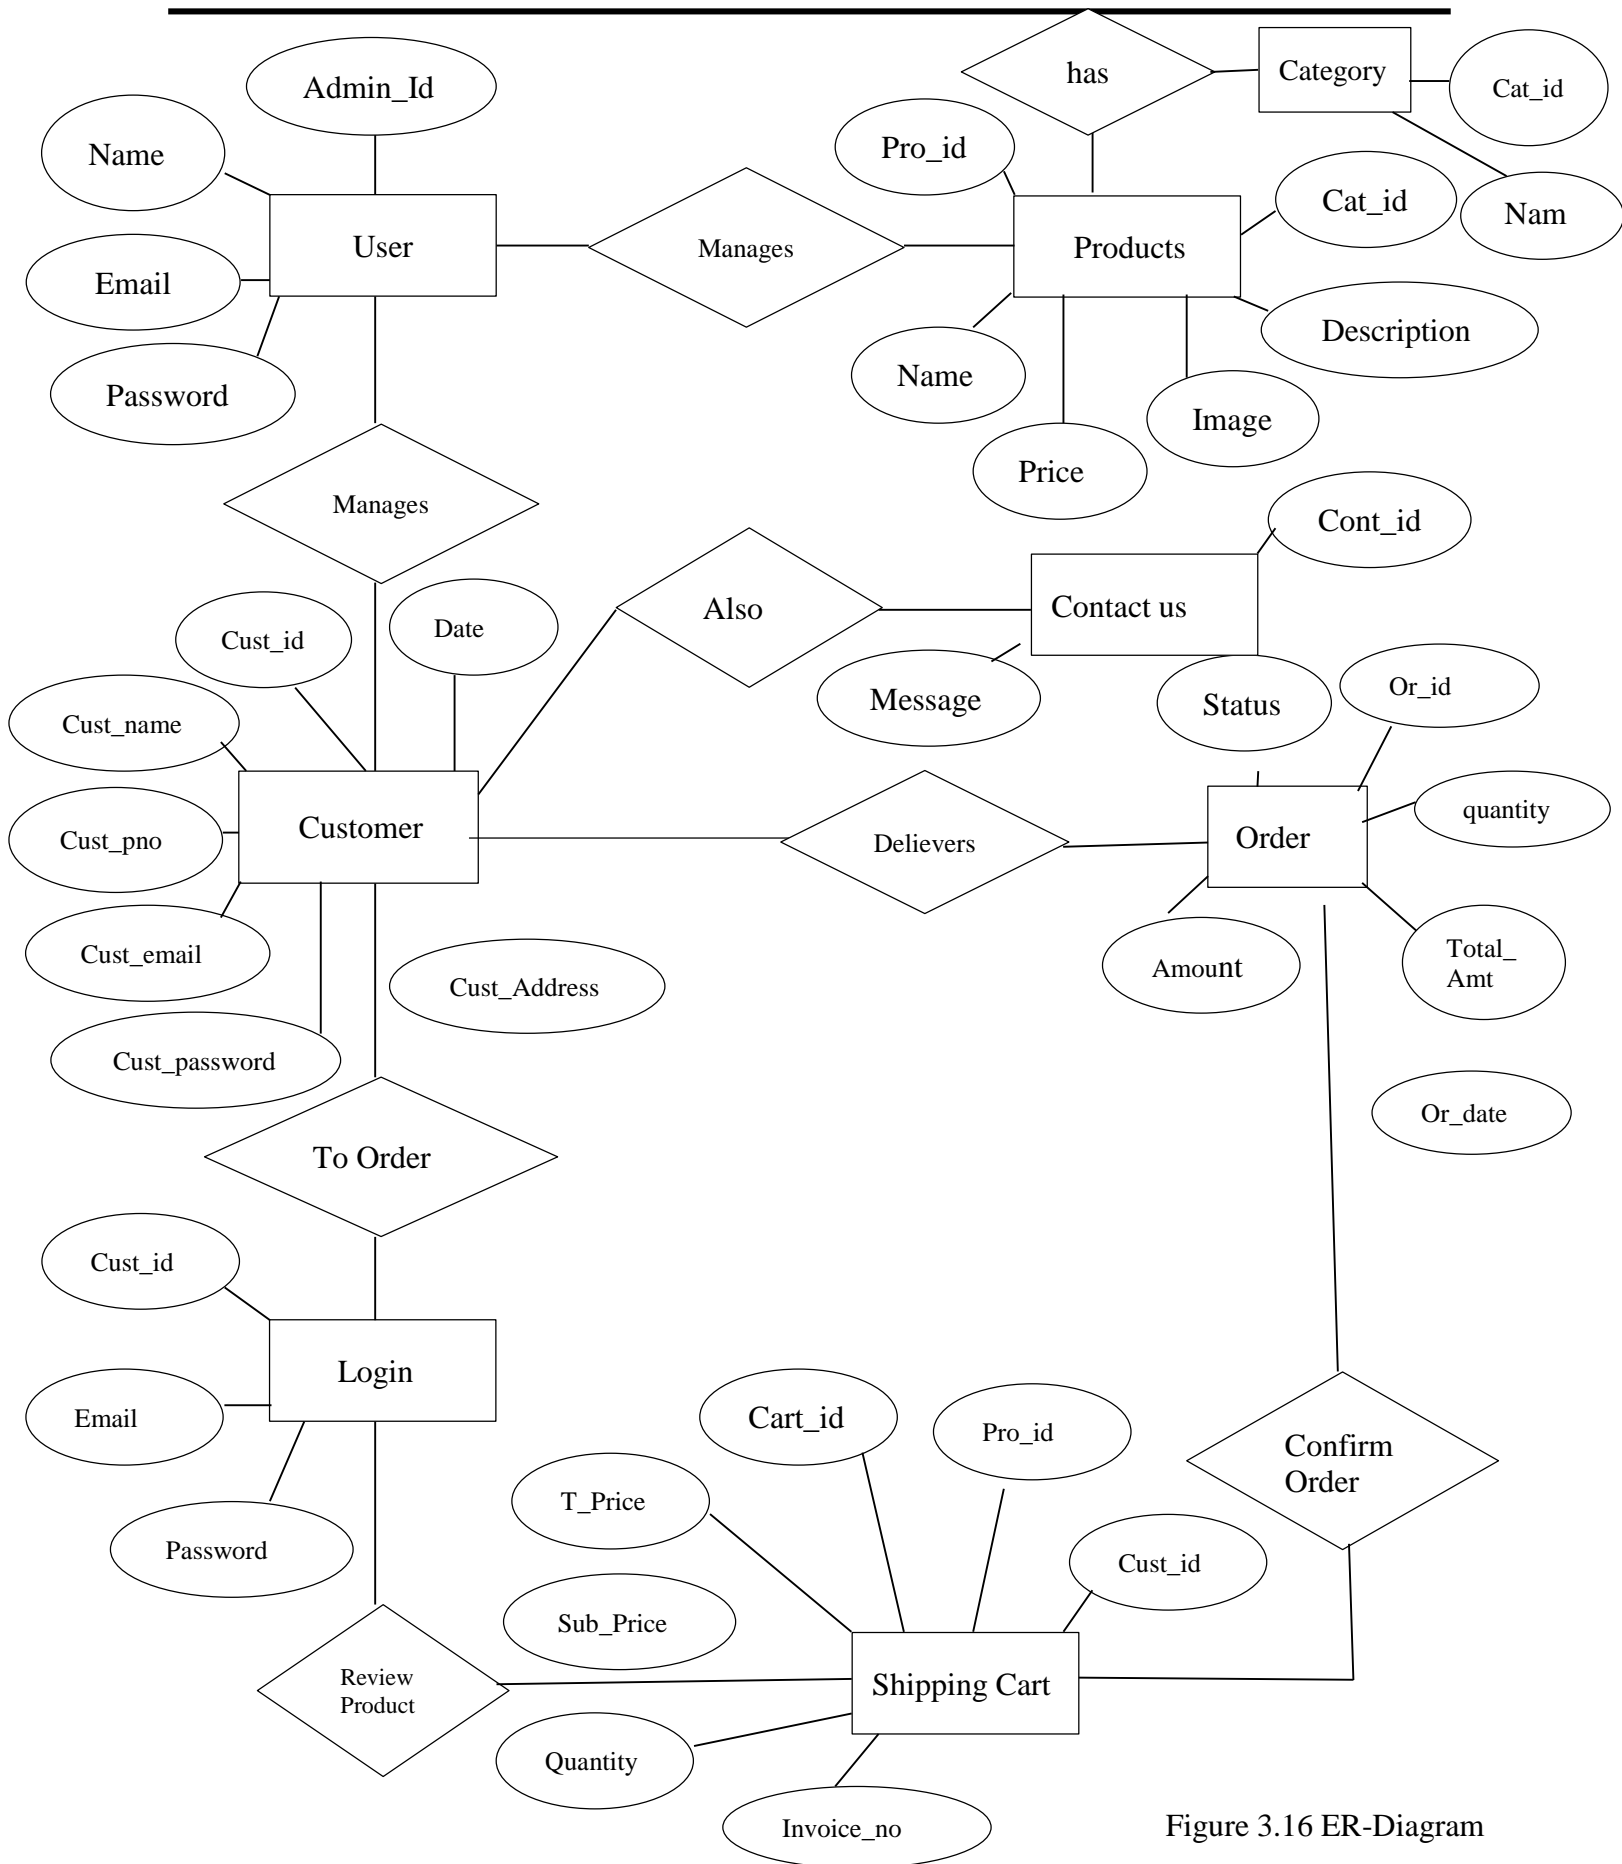 has
Category
Cat_id
Admin_Id
Name
Pro_id
Cat_id
Nam
User
Manages
Products
Email
Description
Password
Name
Image
Price
Manages
Cont_id
Also
Contact us
Cust_id
Date
Message
Status
Or_id
Cust_name
quantity
Customer
Delievers
Order
Cust_pno
Cust_email
Cust_Address
Amount
Total_
Amt
Cust_password
Or_date
To Order
Cust_id
Login
Email
Cart_id
Pro_id
Confirm
Order
T_Price
Password
Cust_id
Sub_Price
Review
Product
Shipping Cart
Quantity
Invoice_no
Figure 3.16 ER-Diagram